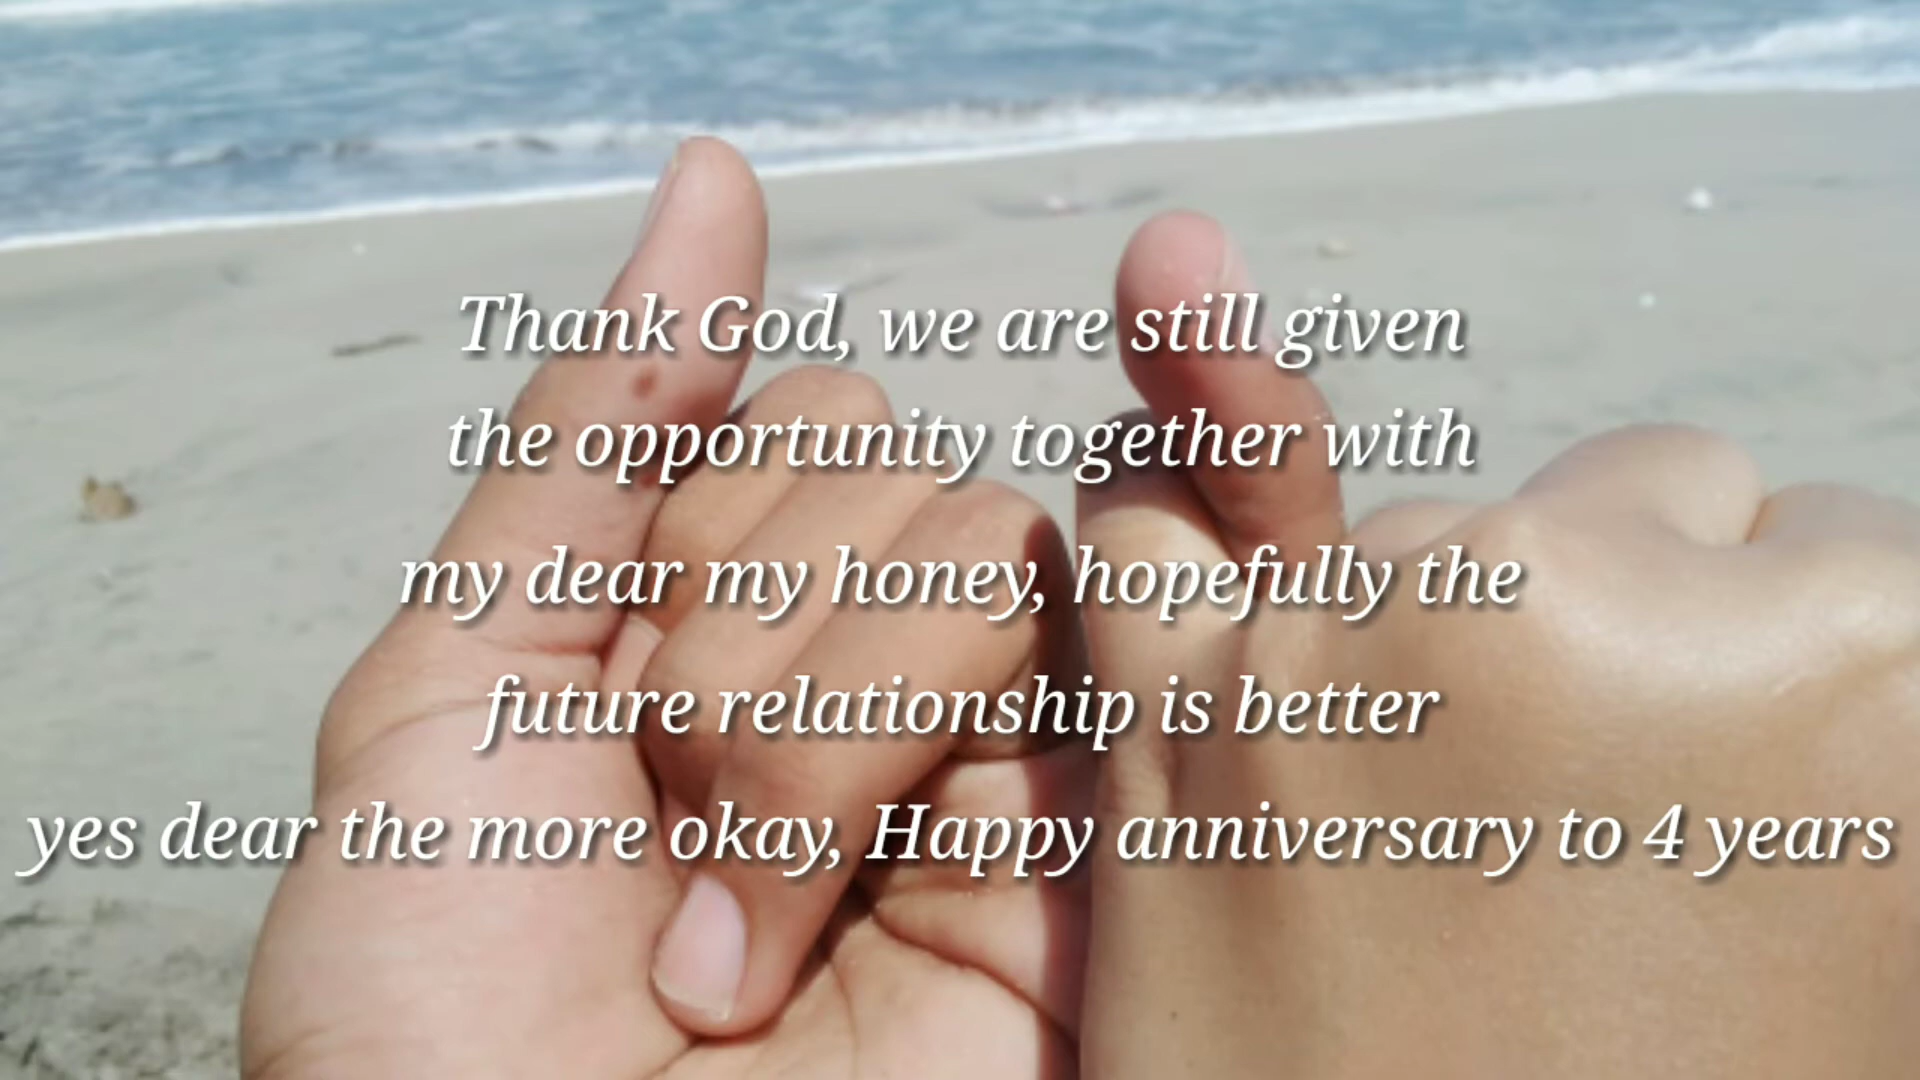 Thank God, we are still given
the opportunity together with
my dear my honey, hopefully the
future relationship is better
yes dear the more okay, Happy anniversary to 4 years